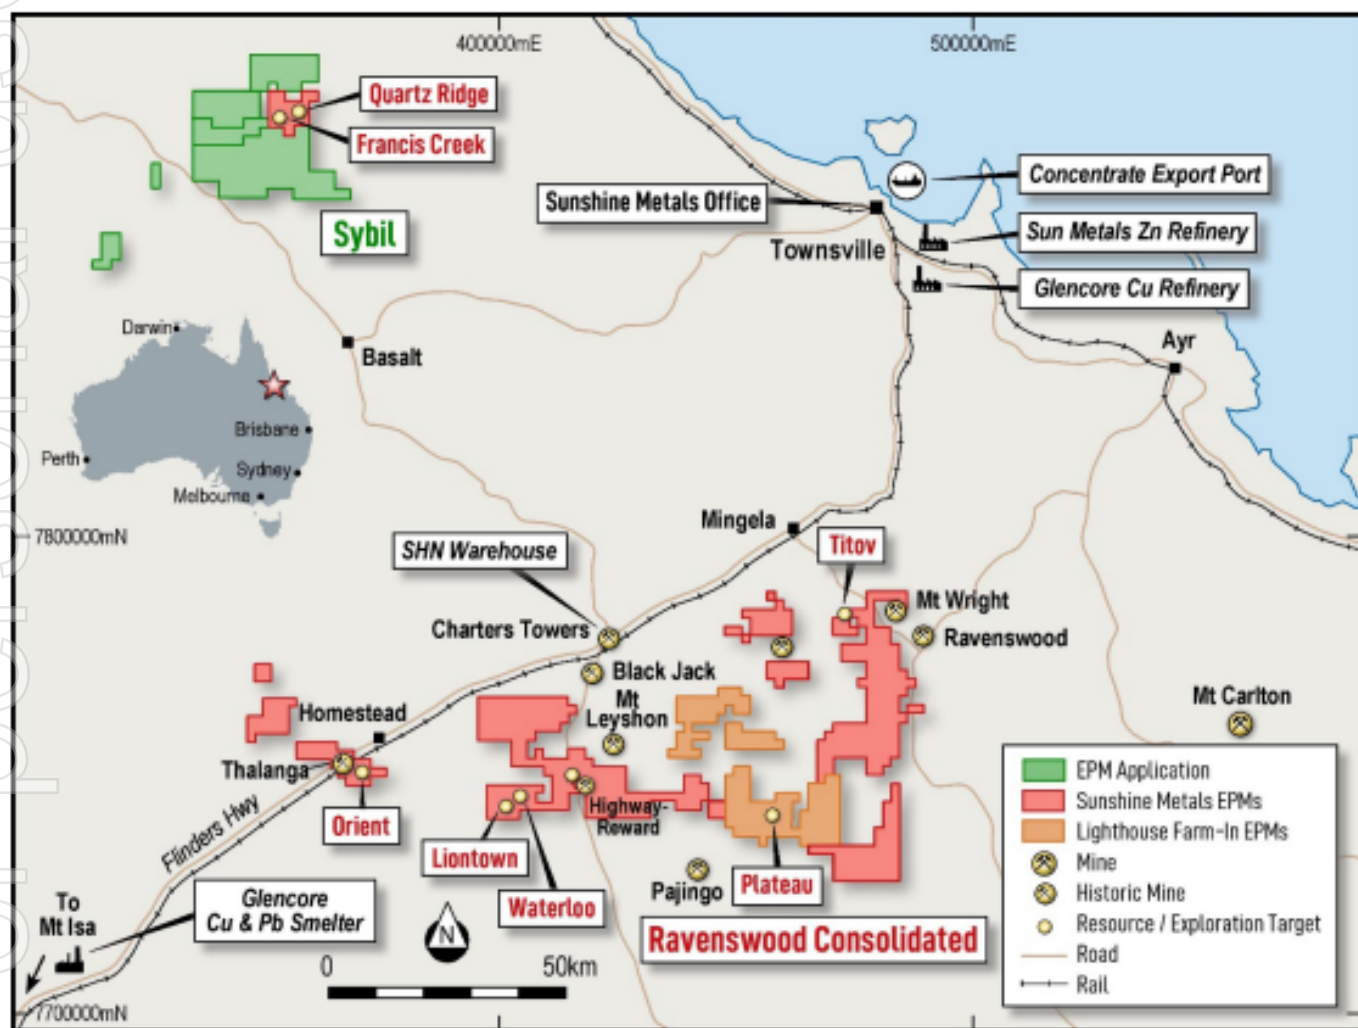 400000mE
500000mE
Quartz Ridge
Francis Creek
Concentrate Export Port
Sunshine Metals Office
Sun Metals Zn Refinery
Sybil
Townsville
Glencore Cu Refinery
Darwin
Basalt
Ayr
Brisbane
Perth
Sydney
Melbourne
Mingela
7800000mN
SHN Warehouse
Titov
Mt Wright
Charters Towers
Ravenswood
Black Jack
Mt
Leyshon
Mt Carlton
Homestead
Thalanga
Highway-
Reward
Orient
Flinders Hwy
Liontown
Pajingo
Plateau
Waterloo
To
Mt Isa
Glencore
Cu & Pb Smelter
Ravenswood Consolidated
N
0
50km
7700000mN
EPM Application
Sunshine Metals EPMs
Lighthouse Farm-In EPMs
Mine
Historic Mine
Resource / Exploration Target
Road
Rail